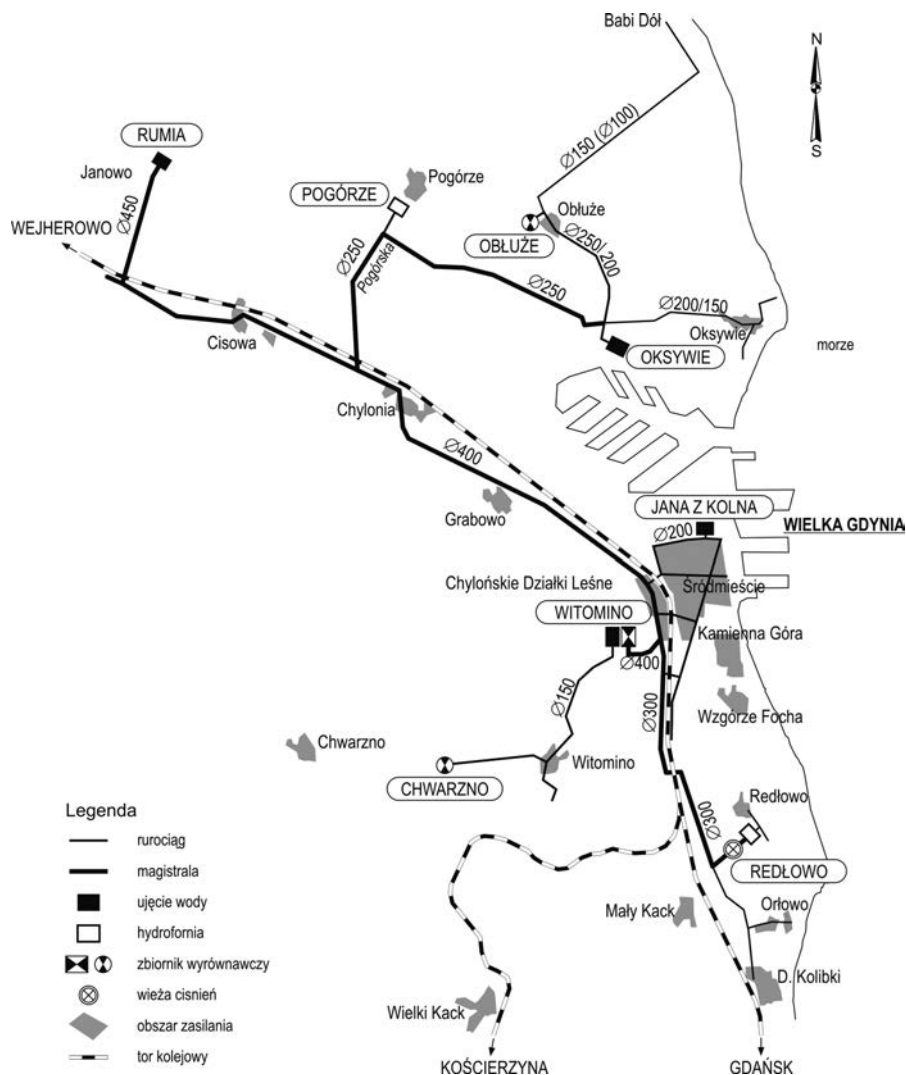 Babi Dół
N
S
RUMIA
Janowo
Ø450
WEJHEROWO
POGÓRZE
Pogórze
Ø250
Pogórska
Ø150 (Ø100)
Obłuże
OBŁUŻE
Ø250/200
Ø250
Ø200/150
Oksywie
OKSYWIE
morze
Cisowa
Chylonia
Ø400
Grabowo
JANA Z KOLNA
WIELKA GDYNIA
Ø200
Chylońskie Działki Leśne
Śródmieście
WITOMINO
Kamienna Góra
Ø400
Ø150
Ø300
Wzgórze Focha
Chwarzno
Witomino
CHWARZNO
Redłowo
Ø300
REDŁOWO
Mały Kack
Orłowo
D. Kolibki
Wielki Kack
KOŚCIERZYNA
GDAŃSK
Legenda
rurociąg
magistrala
ujęcie wody
hydrofornia
zbiornik wyrównawczy
wieża cisnień
obszar zasilania
tor kolejowy